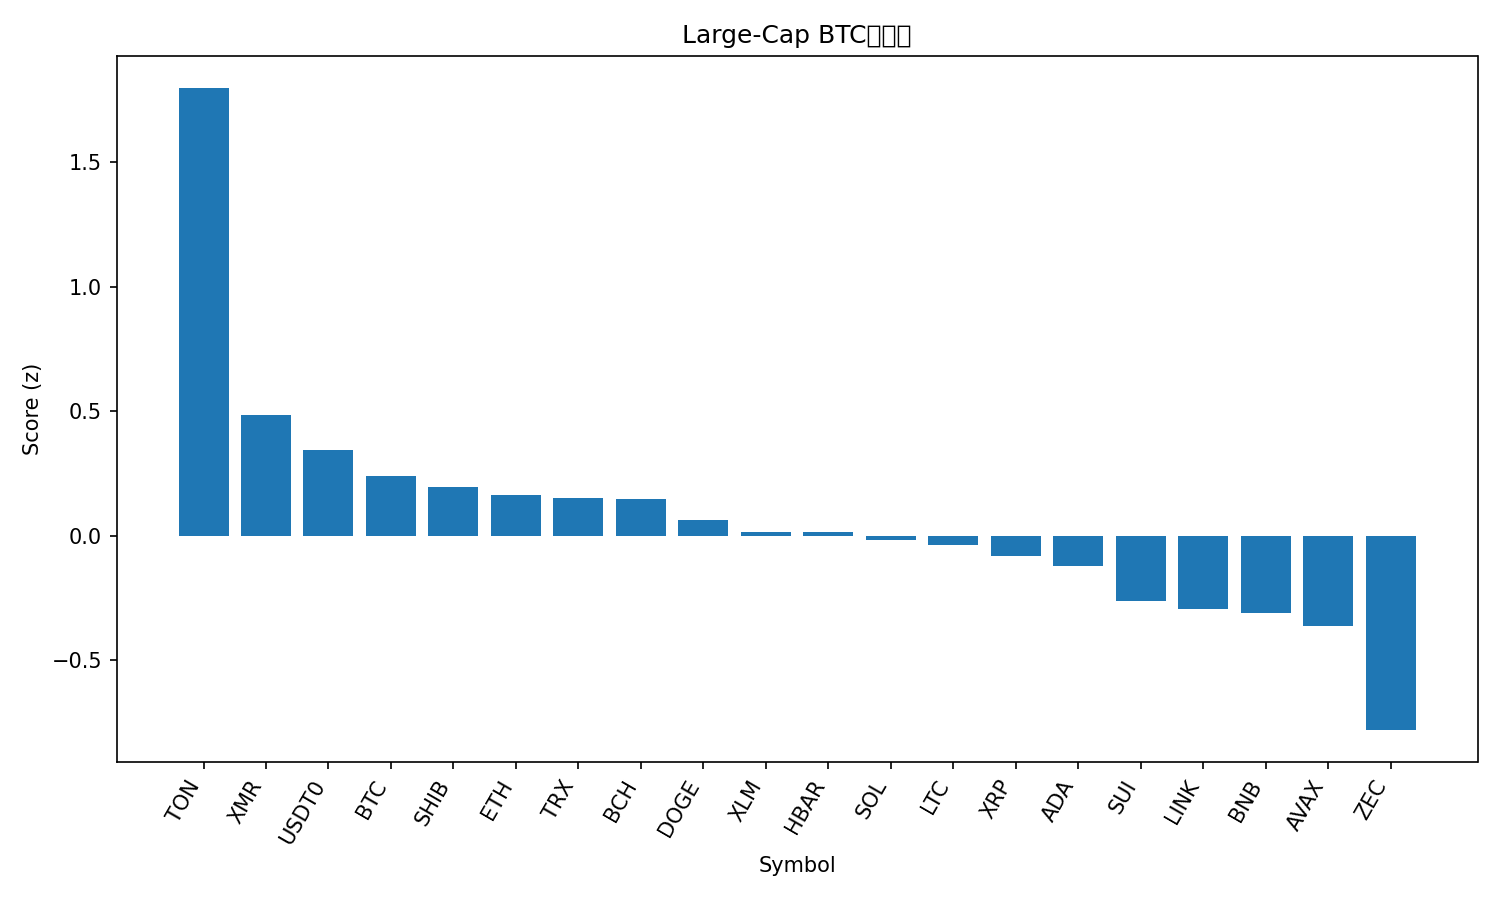 Large-Cap BTC
Score (z)
1.5
1.0
0.5
0.0
−0.5
TON
XMR
USDT0
BTC
SHIB
ETH
TRX
BCH
DOGE
XLM
HBAR
SOL
LTC
XRP
ADA
SUI
LINK
BNB
AVAX
ZEC
Symbol